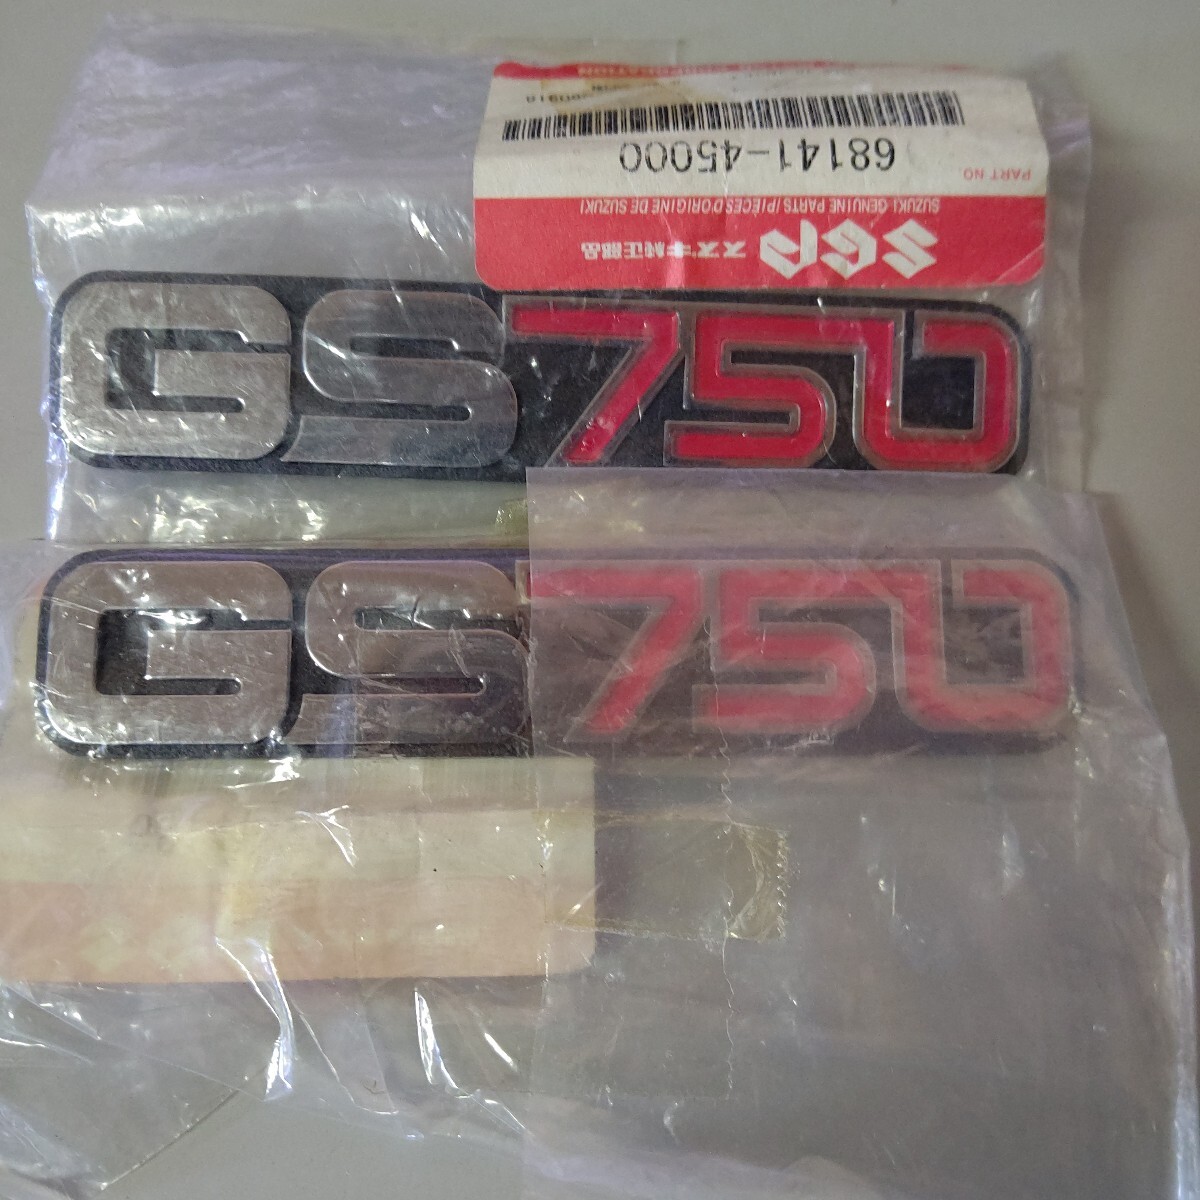 SGP スズキ純正部品
SUZUKI GENUINE PARTS / PIÈCES D'ORIGINE DE SUZUKI
PART NO
68141-45000
GS750
GS750